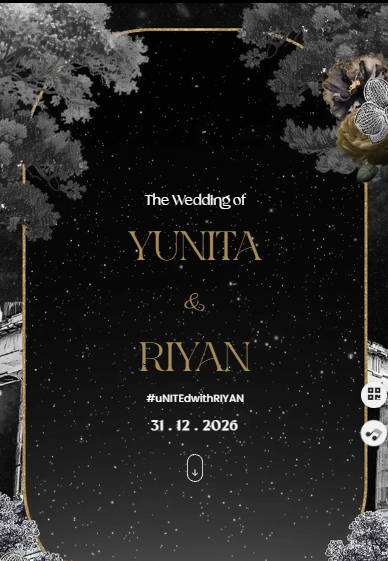 The Wedding of
YUNITA
&
RIYAN
#uNITEdwithRIYAN
31 . 12 . 2026